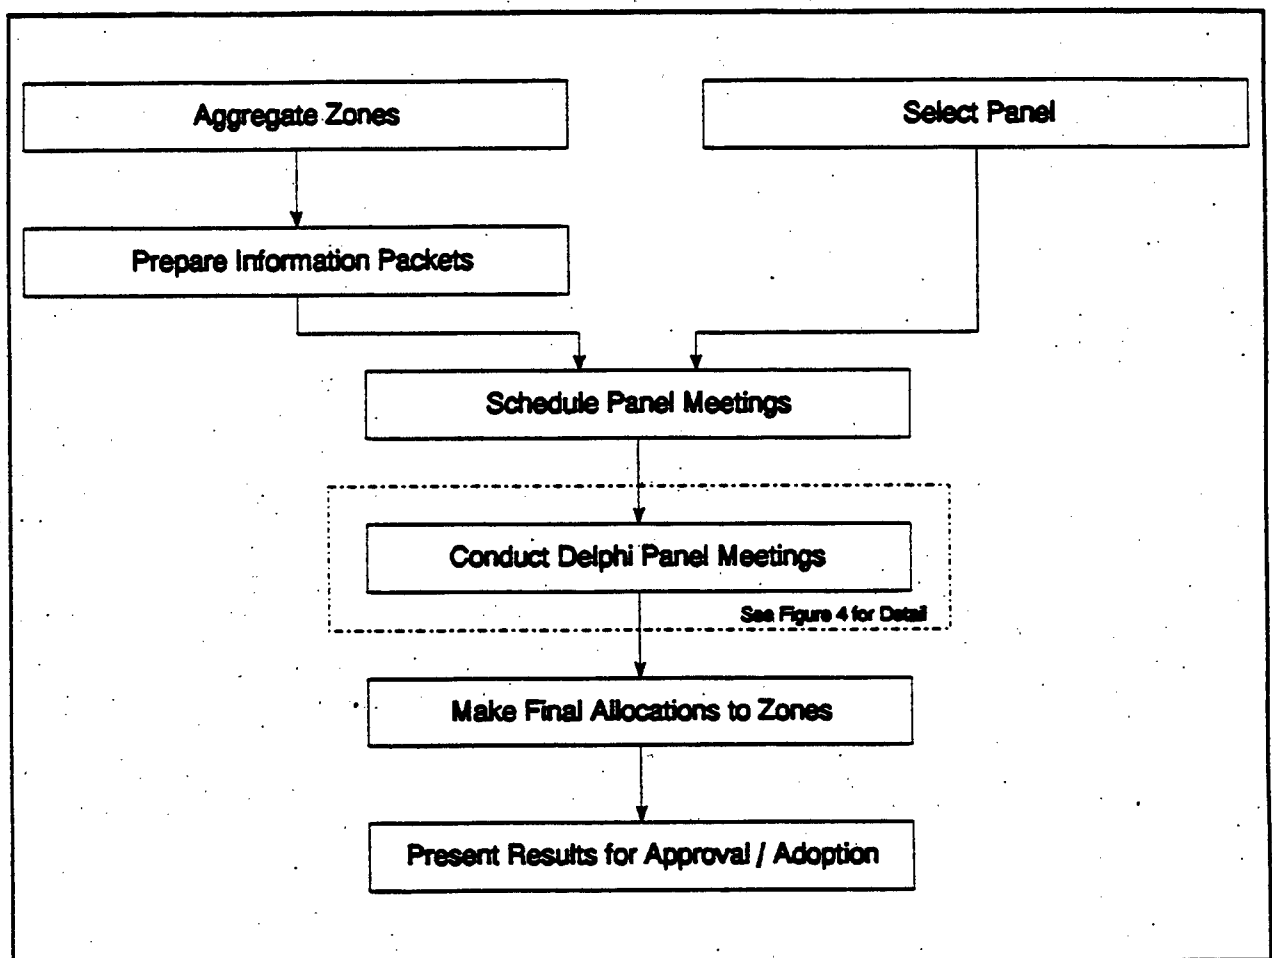 Aggregate Zones
Select Panel
Prepare Information Packets
Schedule Panel Meetings
Conduct Delphi Panel Meetings
See Figure 4 for Detail
Make Final Allocations to Zones
Present Results for Approval / Adoption